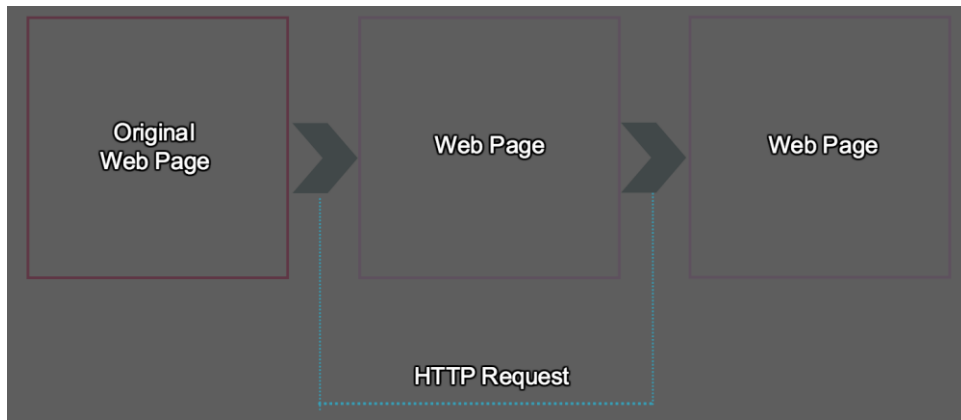 Original
Web Page
Web Page
Web Page
HTTP Request